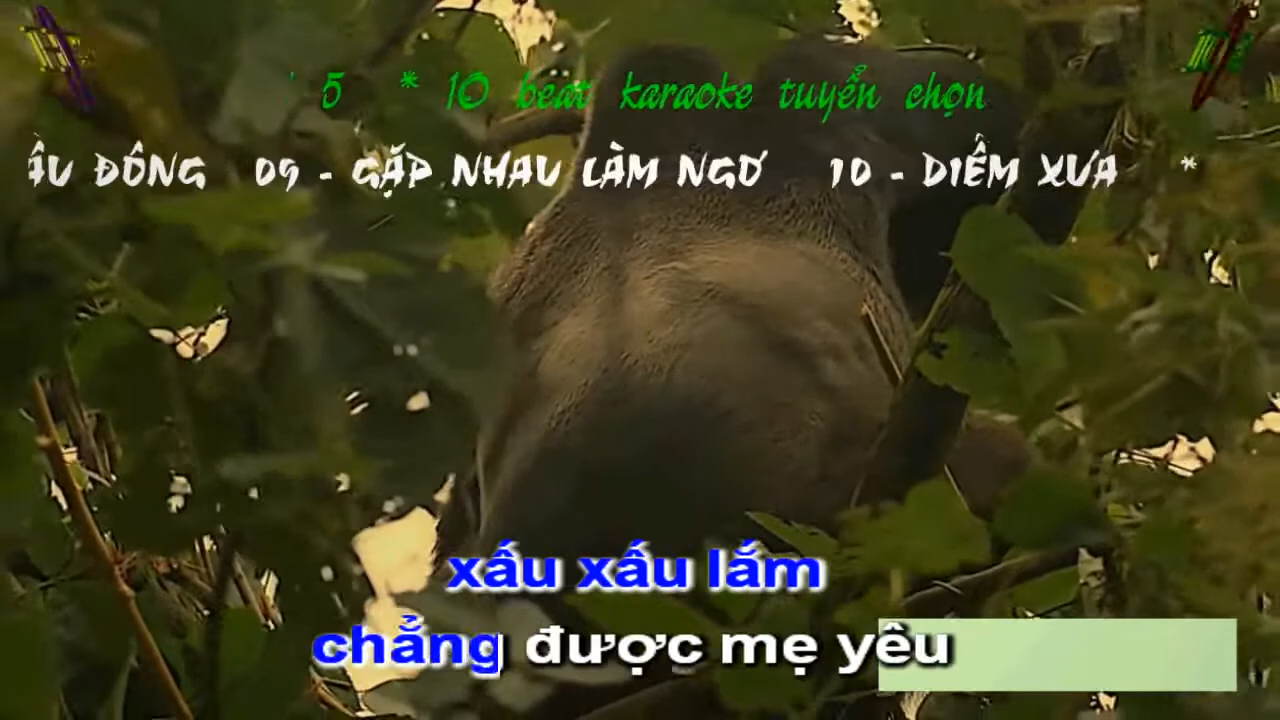 5 * 10 beat karaoke tuyển chọn
ĐÔNG 09 - GẶP NHAU LÀM NGƠ 10 - DIỄM XƯA *
xấu xấu lắm
chẳng được mẹ yêu